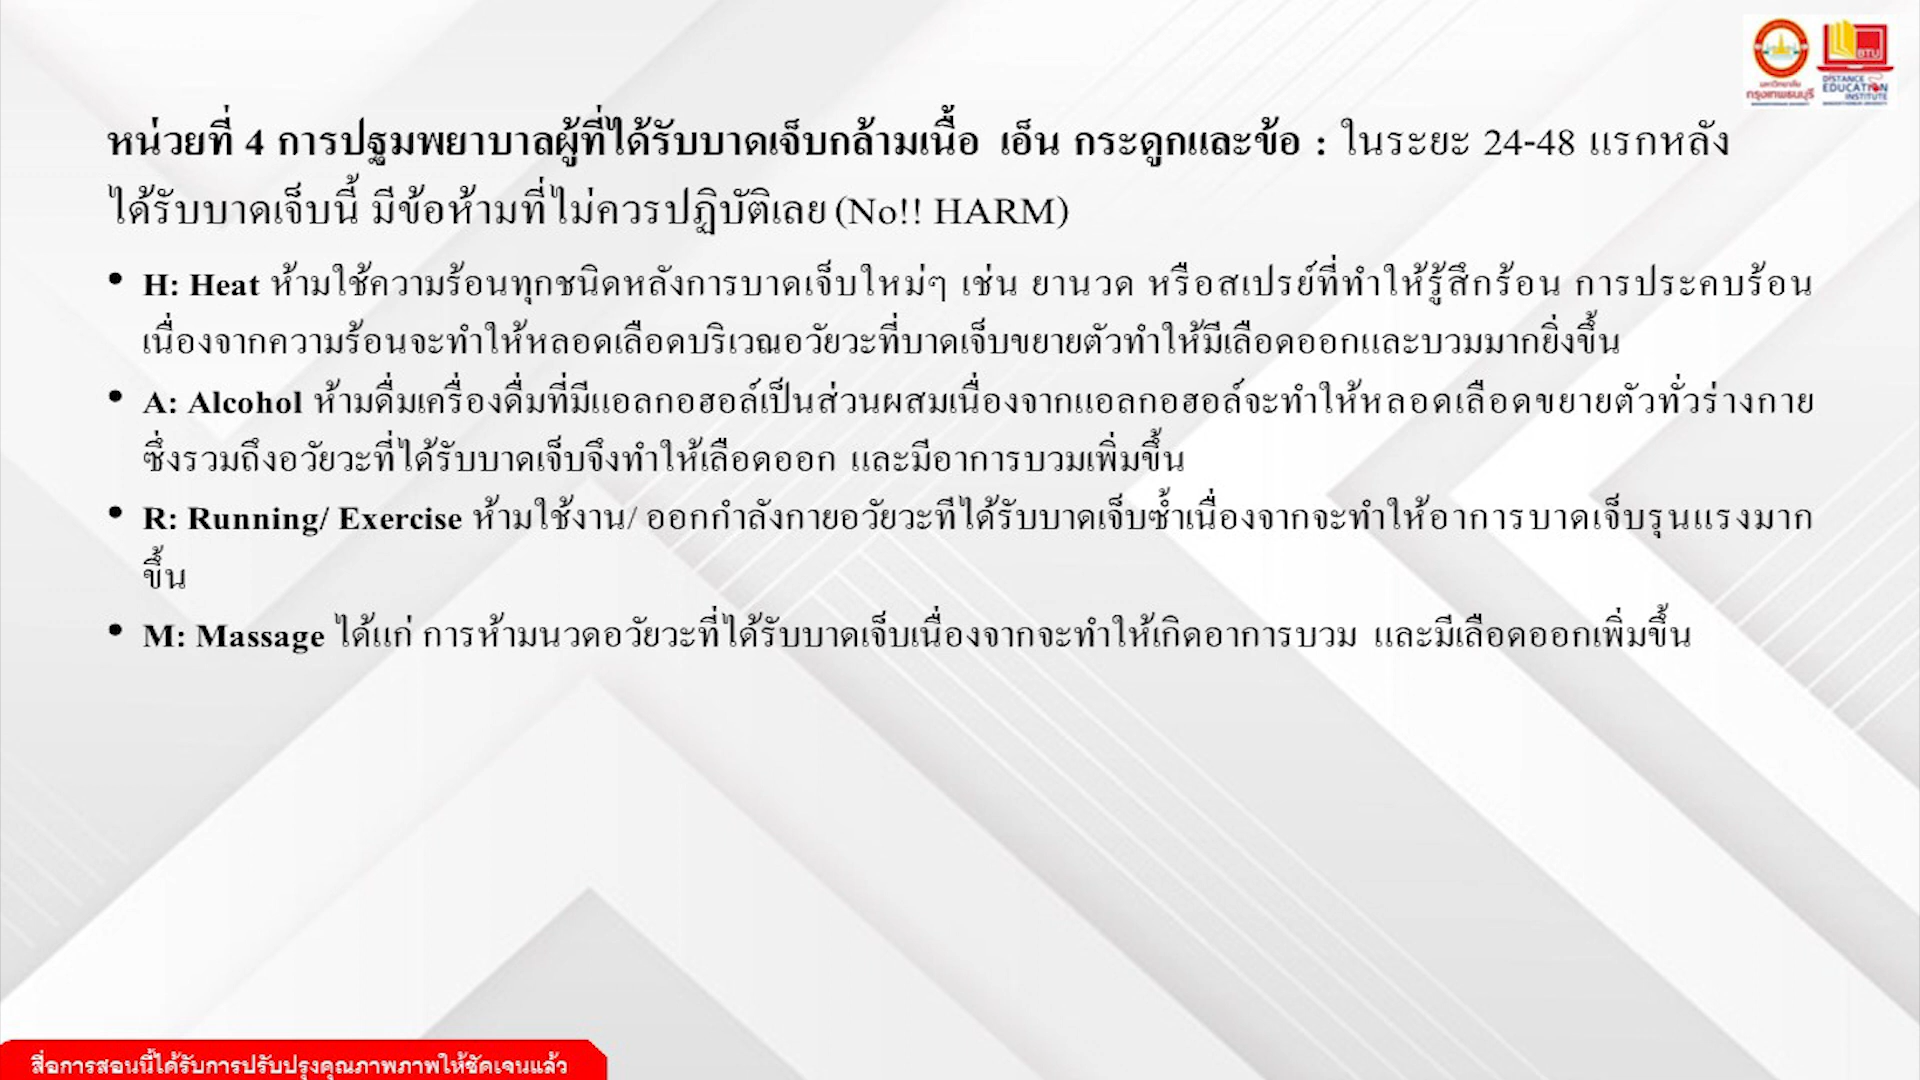 มหาวิทยาลัย
กรุงเทพธนบุรี
BTU
DISTANCE
EDUCATION
INSTITUTE
หน่วยที่ 4 การปฐมพยาบาลผู้ที่ได้รับบาดเจ็บกล้ามเนื้อ เอ็น กระดูกและข้อ : ในระยะ 24-48 แรกหลัง
ได้รับบาดเจ็บนี้ มีข้อห้ามที่ไม่ควรปฏิบัติเลย (No!! HARM)
• H: Heat ห้ามใช้ความร้อนทุกชนิดหลังการบาดเจ็บใหม่ๆ เช่น ยานวด หรือสเปรย์ที่ทำให้รู้สึกร้อน การประคบร้อน
เนื่องจากความร้อนจะทำให้หลอดเลือดบริเวณอวัยวะที่บาดเจ็บขยายตัวทำให้มีเลือดออกและบวมมากยิ่งขึ้น
• A: Alcohol ห้ามดื่มเครื่องดื่มที่มีแอลกอฮอล์เป็นส่วนผสมเนื่องจากแอลกอฮอล์จะทำให้หลอดเลือดขยายตัวทั่วร่างกาย
ซึ่งรวมถึงอวัยวะที่ได้รับบาดเจ็บจึงทำให้เลือดออก และมีอาการบวมเพิ่มขึ้น
• R: Running/ Exercise ห้ามใช้งาน/ ออกกำลังกายอวัยวะทีได้รับบาดเจ็บซ้ำเนื่องจากจะทำให้อาการบาดเจ็บรุนแรงมาก
ขึ้น
• M: Massage ได้แก่ การห้ามนวดอวัยวะที่ได้รับบาดเจ็บเนื่องจากจะทำให้เกิดอาการบวม และมีเลือดออกเพิ่มขึ้น
สื่อการสอนนี้ได้รับการปรับปรุงคุณภาพภาพให้ชัดเจนแล้ว